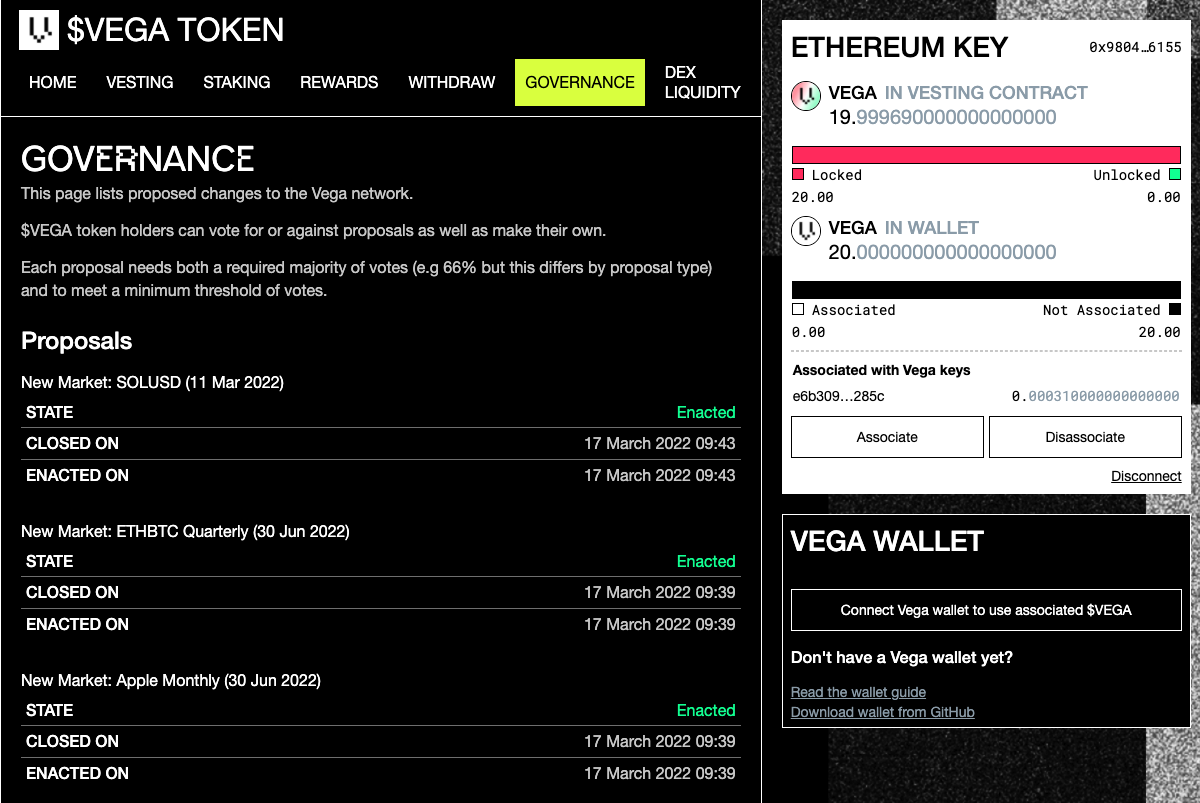 $VEGA TOKEN
HOME VESTING STAKING REWARDS WITHDRAW GOVERNANCE DEX LIQUIDITY
GOVERNANCE
This page lists proposed changes to the Vega network.
$VEGA token holders can vote for or against proposals as well as make their own.
Each proposal needs both a required majority of votes (e.g 66% but this differs by proposal type)
and to meet a minimum threshold of votes.
Proposals
New Market: SOLUSD (11 Mar 2022)
STATE Enacted
CLOSED ON 17 March 2022 09:43
ENACTED ON 17 March 2022 09:43
New Market: ETHBTC Quarterly (30 Jun 2022)
STATE Enacted
CLOSED ON 17 March 2022 09:39
ENACTED ON 17 March 2022 09:39
New Market: Apple Monthly (30 Jun 2022)
STATE Enacted
CLOSED ON 17 March 2022 09:39
ENACTED ON 17 March 2022 09:39
ETHEREUM KEY 0x9804…6155
VEGA IN VESTING CONTRACT
19.999690000000000000
Locked Unlocked
20.00 0.00
VEGA IN WALLET
20.000000000000000000
Associated Not Associated
0.00 20.00
Associated with Vega keys
e6b309…285c 0.000310000000000000
Associate Disassociate
Disconnect
VEGA WALLET
Connect Vega wallet to use associated $VEGA
Don't have a Vega wallet yet?
Read the wallet guide
Download wallet from GitHub